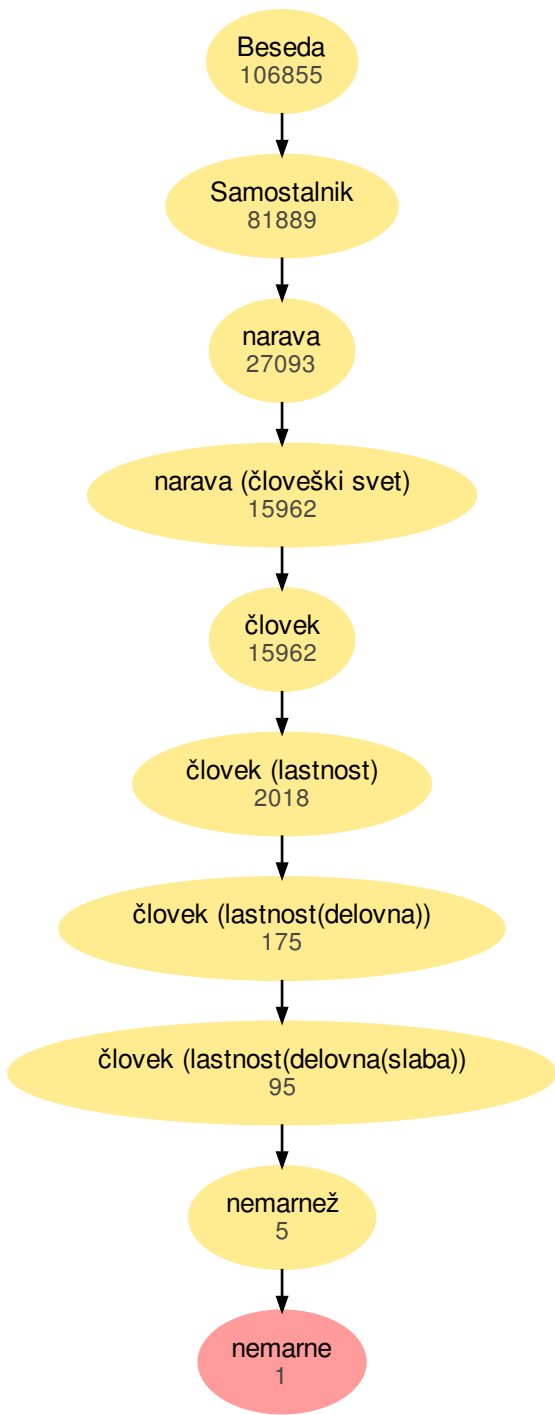 Beseda
106855
Samostalnik
81889
narava
27093
narava (človeški svet)
15962
človek
15962
človek (lastnost)
2018
človek (lastnost(delovna))
175
človek (lastnost(delovna(slaba))
95
nemarnež
5
nemarne
1